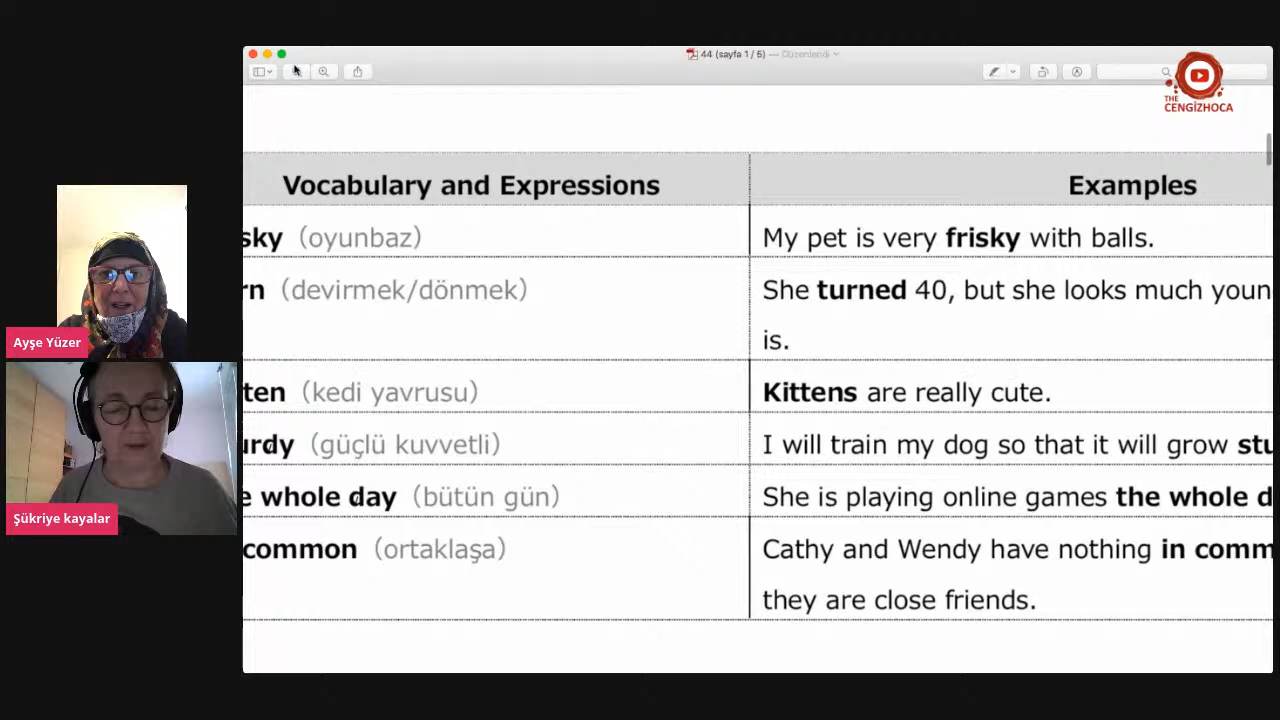 44 (sayfa 1 / 6) — Düzenlendi
THE
CENGİZHOCA
Vocabulary and Expressions
Examples
sky (oyunbaz)
My pet is very frisky with balls.
rn (devirmek/dönmek)
She turned 40, but she looks much youn
is.
ten (kedi yavrusu)
Kittens are really cute.
urdy (güçlü kuvvetli)
I will train my dog so that it will grow stu
e whole day (bütün gün)
She is playing online games the whole d
common (ortaklaşa)
Cathy and Wendy have nothing in comm
they are close friends.
Ayşe Yüzer
Şükriye kayalar